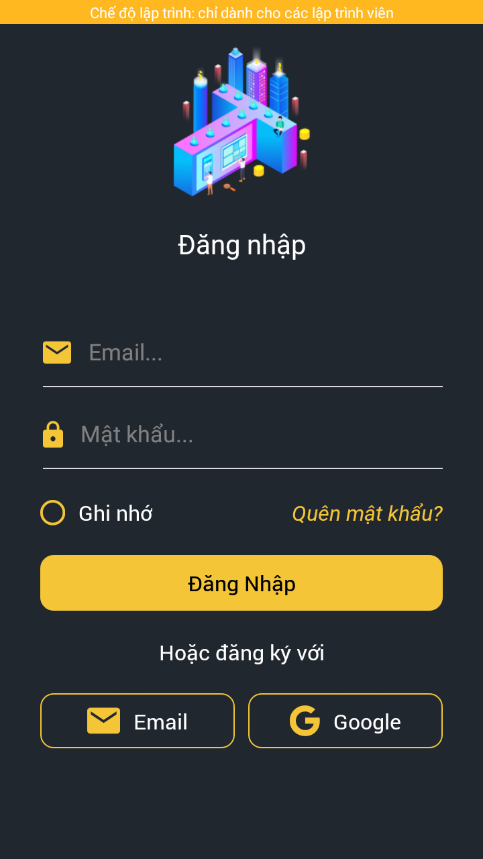 Chế độ lập trình: chỉ dành cho các lập trình viên
Đăng nhập
Email...
Mật khẩu...
Ghi nhớ
Quên mật khẩu?
Đăng Nhập
Hoặc đăng ký với
Email
Google